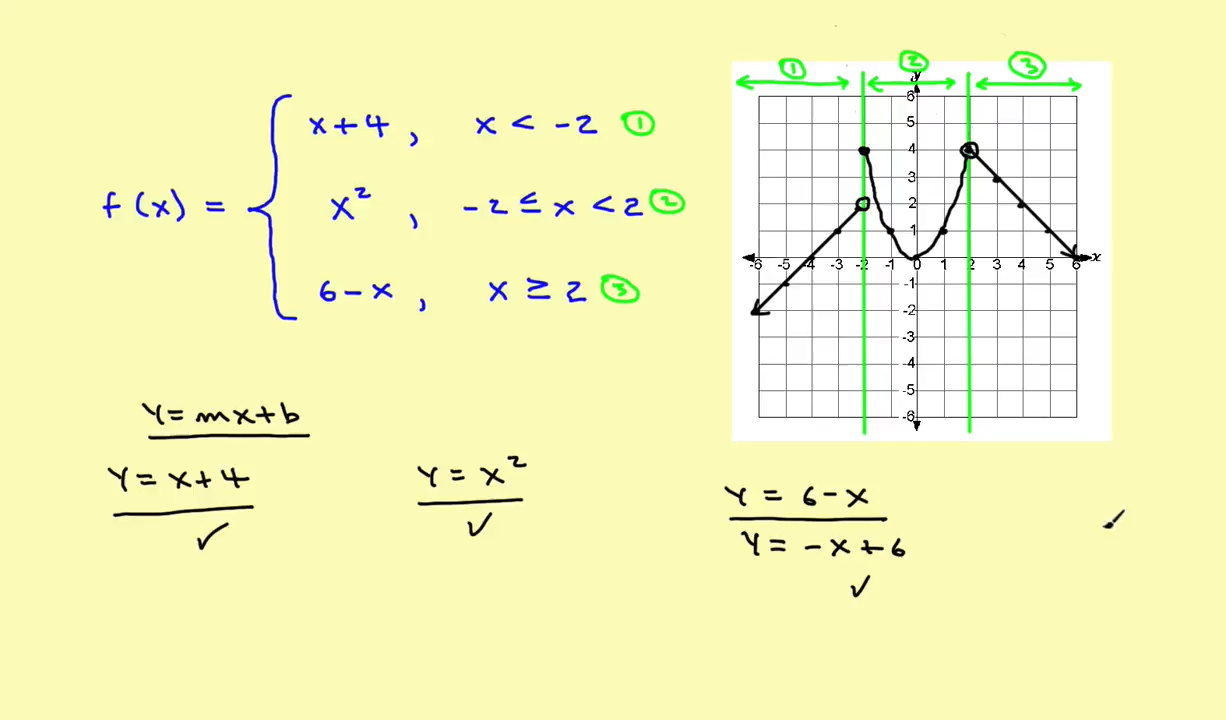 f(x) = { x+4 , x < -2 ①
x² , -2 ≤ x < 2 ②
6-x , x ≥ 2 ③
Y = mx+b
Y = x+4 ✓
Y = x² ✓
Y = 6-x
Y = -x+6 ✓
① ② ③
y
6
5
4
3
2
1
-6 -5 -4 -3 -2 -1 0 1 2 3 4 5 6 x
-1
-2
-3
-4
-5
-6